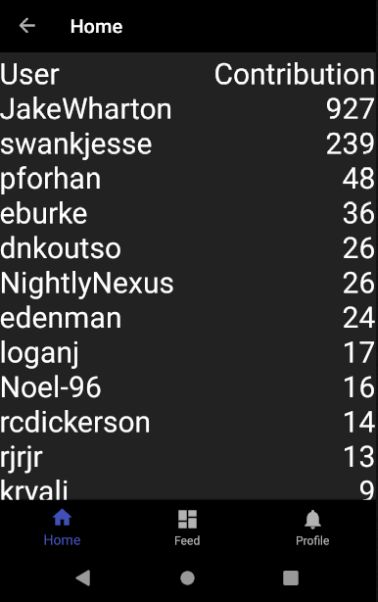 Home
User Contribution
JakeWharton 927
swankjesse 239
pforhan 48
eburke 36
dnkoutso 26
NightlyNexus 26
edenman 24
loganj 17
Noel-96 16
rcdickerson 14
rjrjr 13
9
Home Feed Profile